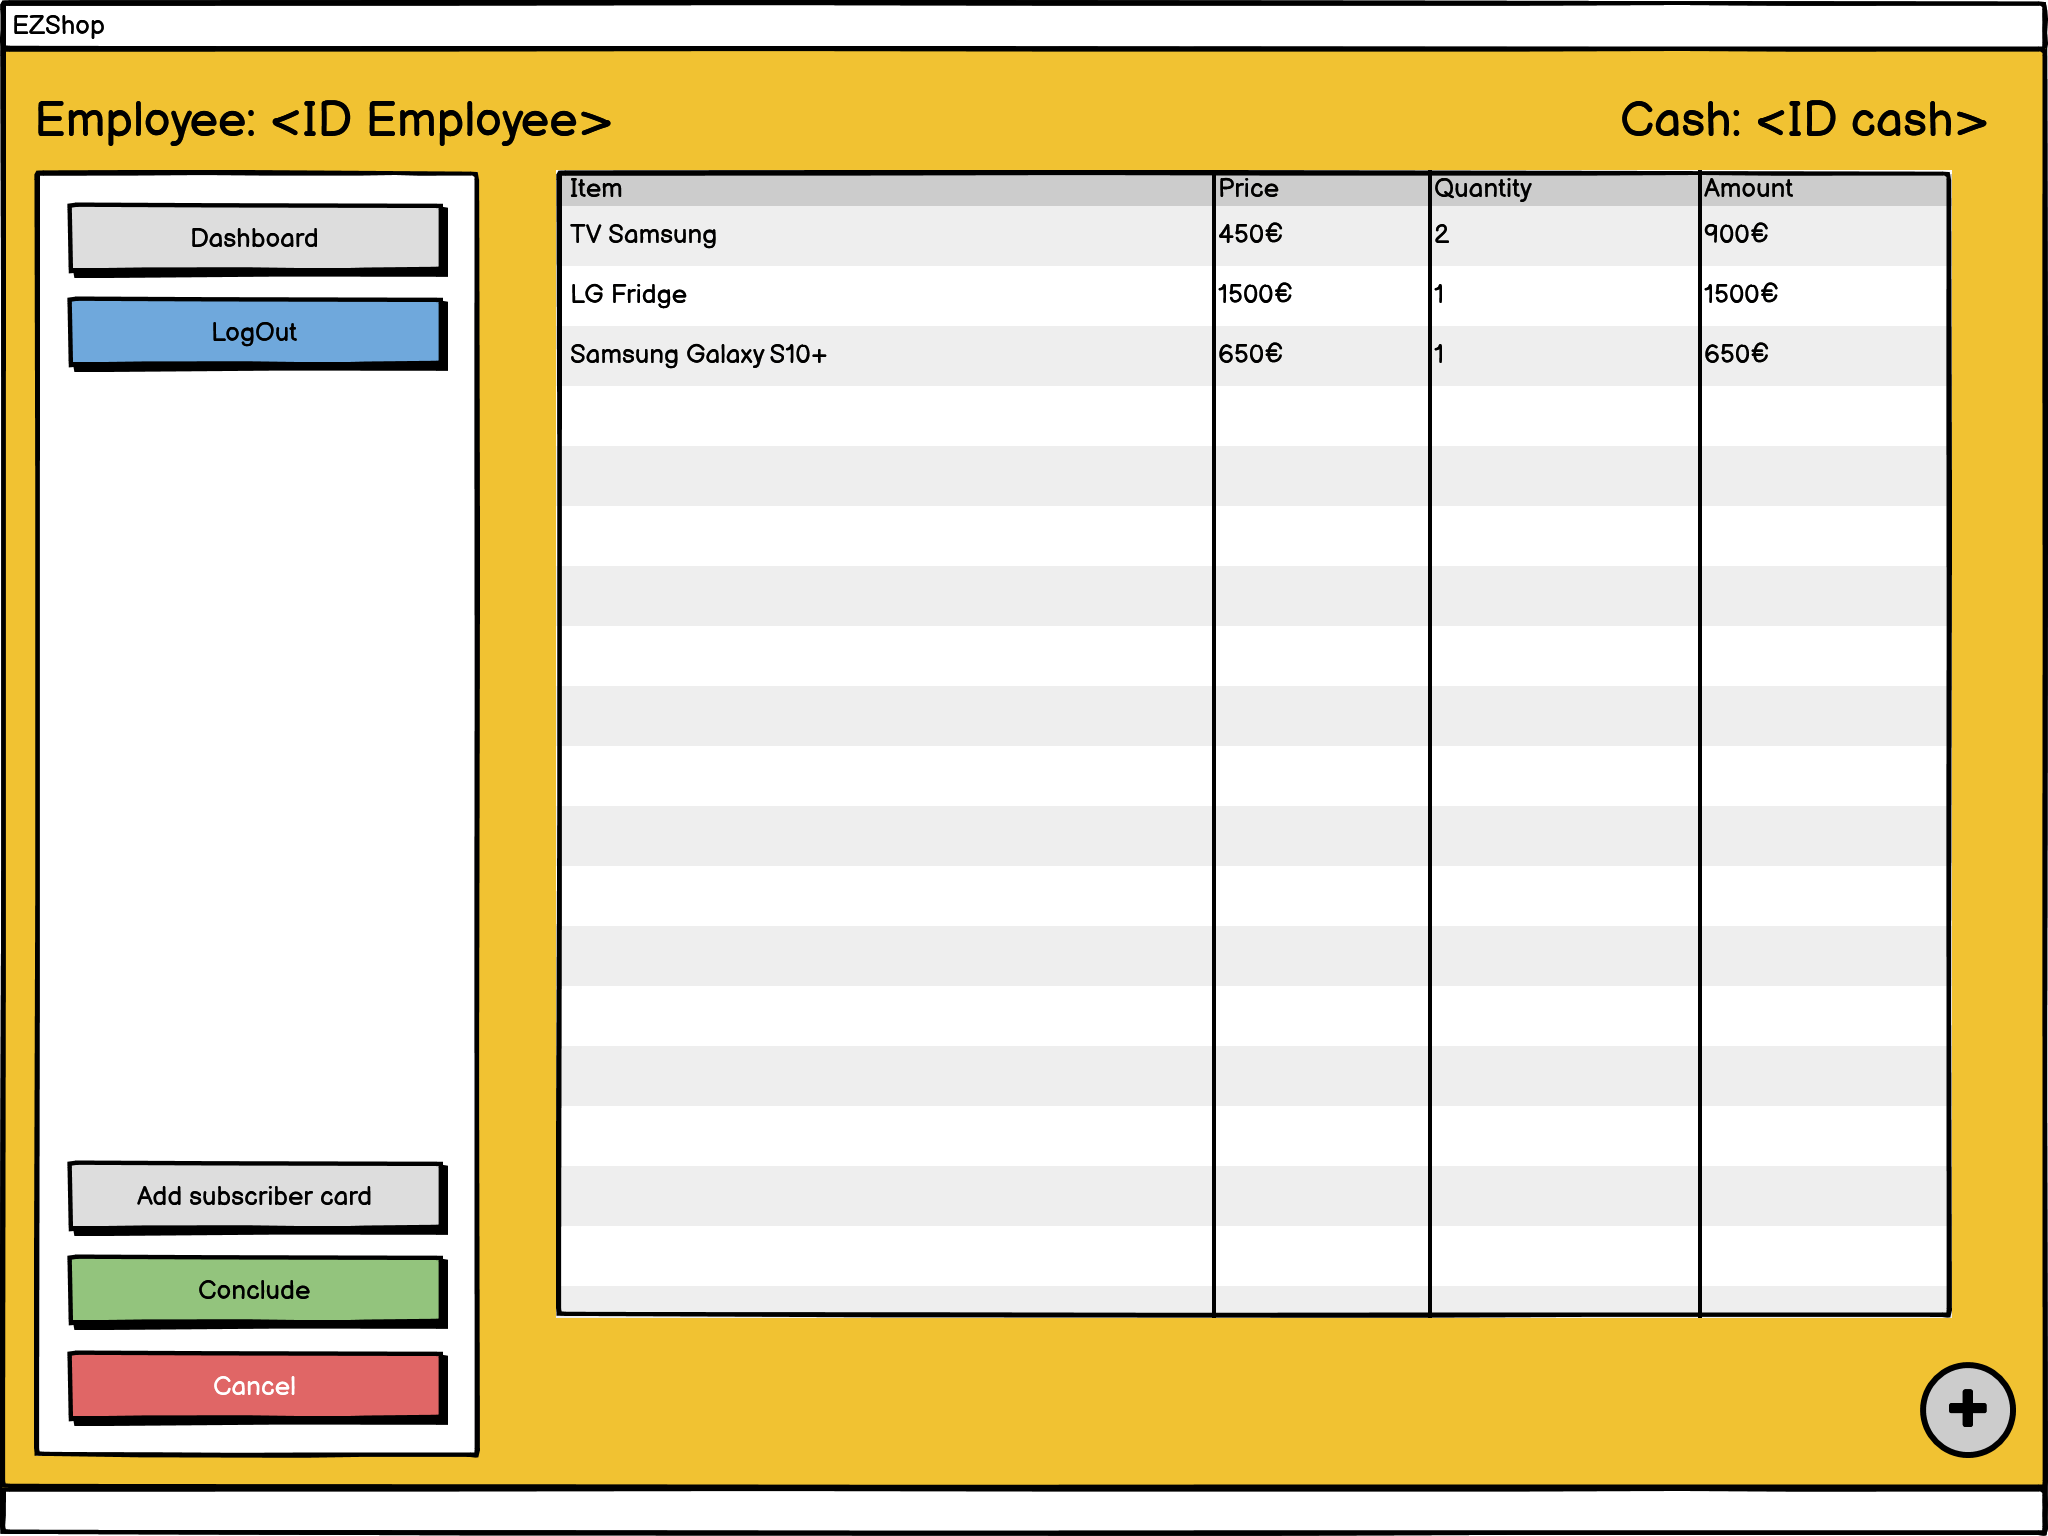 EZShop
Employee: <ID Employee>
Cash: <ID cash>
Dashboard
LogOut
Add subscriber card
Conclude
Cancel
Item Price Quantity Amount
TV Samsung 450€ 2 900€
LG Fridge 1500€ 1 1500€
Samsung Galaxy S10+ 650€ 1 650€